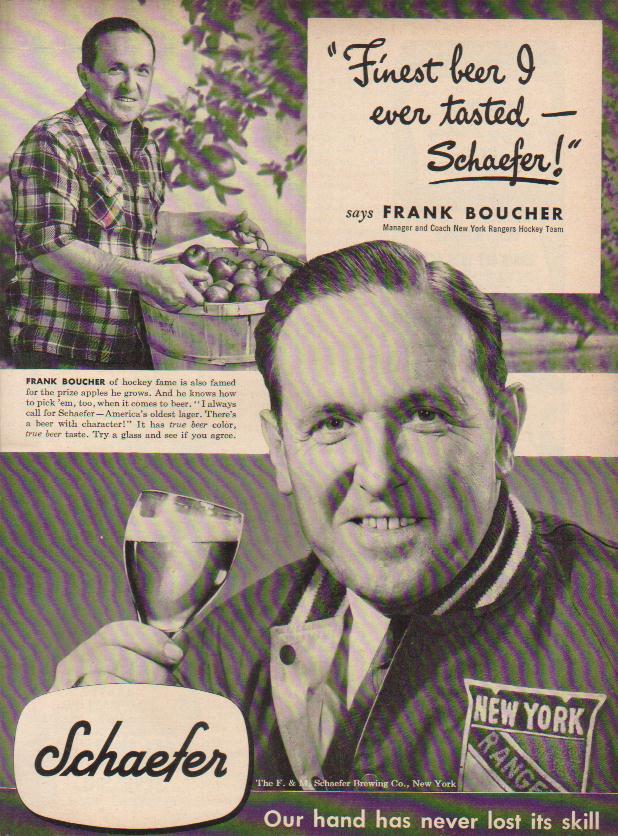 "Finest beer I
ever tasted —
Schaefer!"
says FRANK BOUCHER
Manager and Coach New York Rangers Hockey Team
FRANK BOUCHER of hockey fame is also famed
for the prize apples he grows. And he knows how
to pick 'em, too, when it comes to beer. "I always
call for Schaefer—America's oldest lager. There's
a beer with character!" It has true beer color,
true beer taste. Try a glass and see if you agree.
NEW YORK
RANGE
Schaefer
The F. & M. Schaefer Brewing Co., New York
Our hand has never lost its skill